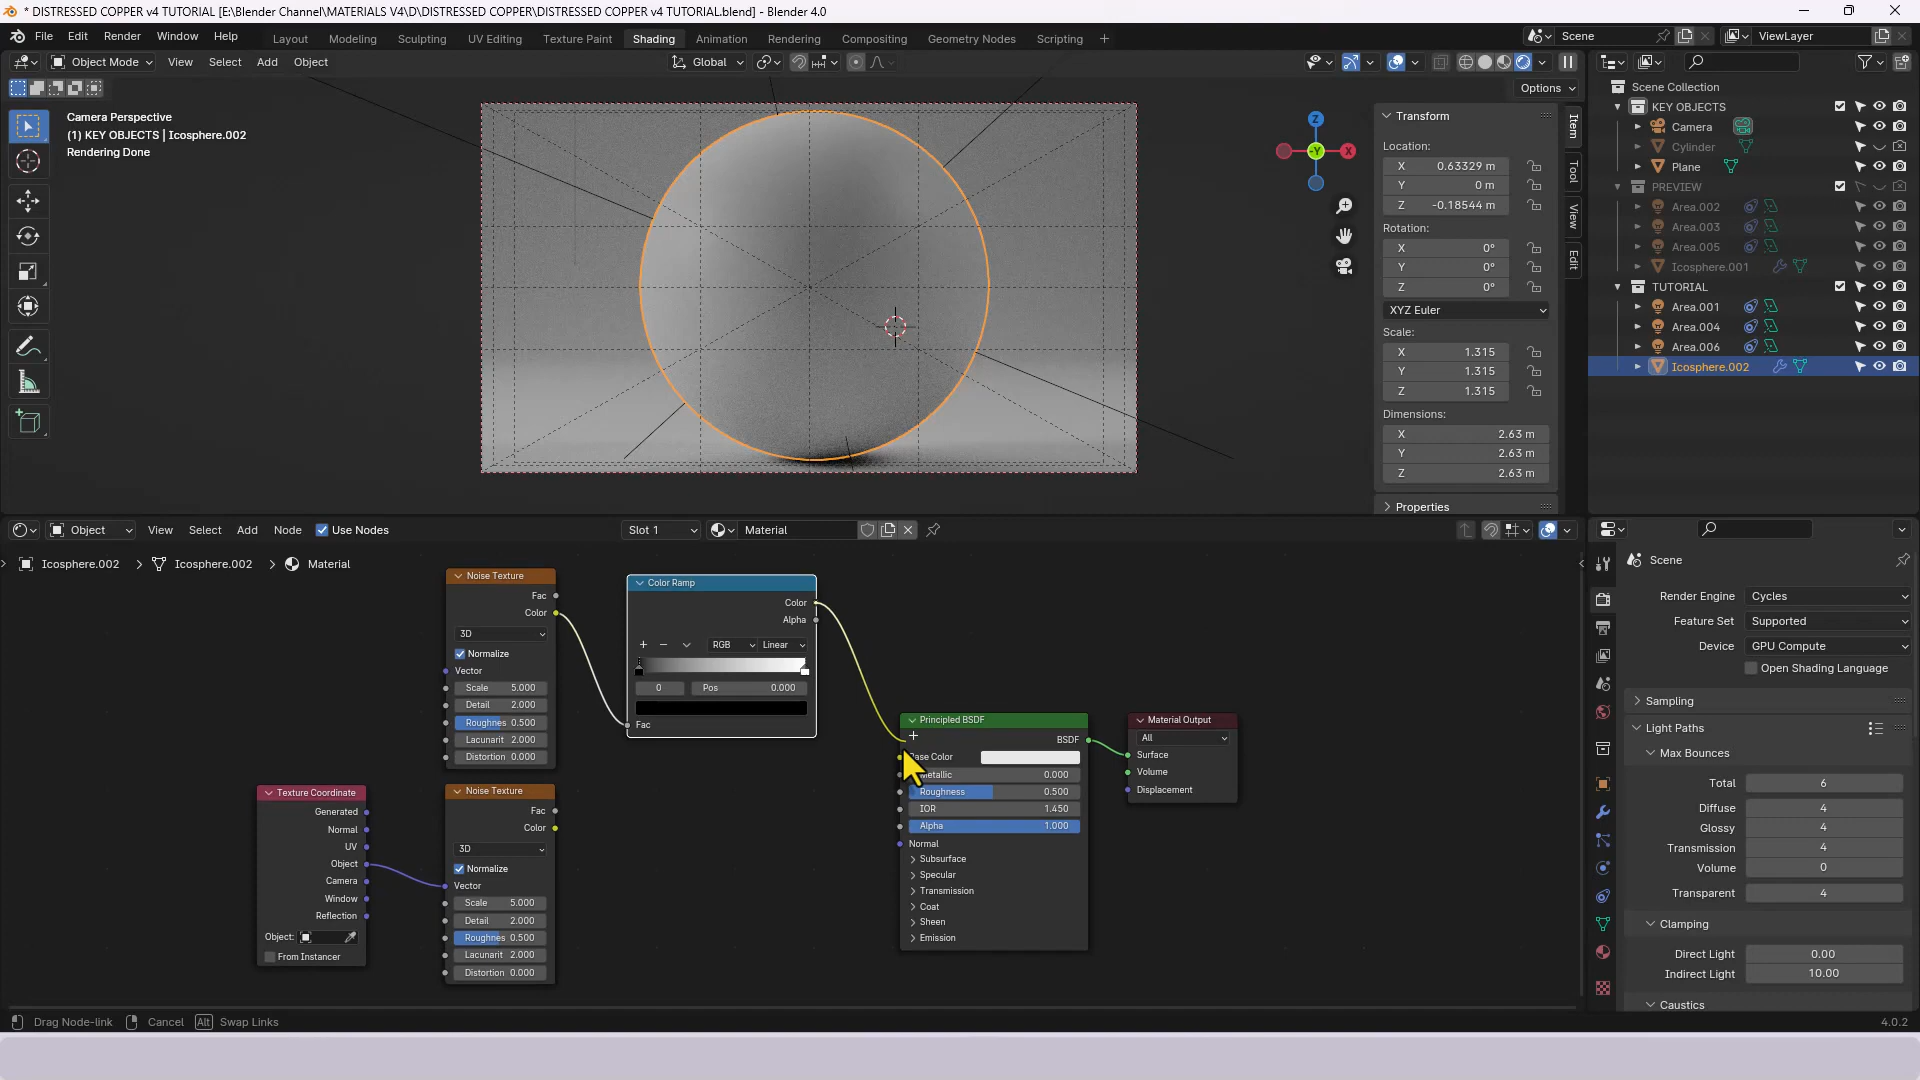 * DISTRESSED COPPER v4 TUTORIAL [E:\Blender Channel\MATERIALS V4\D\DISTRESSED COPPER\DISTRESSED COPPER v4 TUTORIAL.blend] - Blender 4.0
File Edit Render Window Help Layout Modeling Sculpting UV Editing Texture Paint Shading Animation Rendering Compositing Geometry Nodes Scripting + Scene ViewLayer
Object Mode View Select Add Object Global
Options
Camera Perspective
(1) KEY OBJECTS | Icosphere.002
Rendering Done
Z
-Y
X
Item
Tool
View
Edit
Transform
Location:
X 0.63329 m
Y 0 m
Z -0.18544 m
Rotation:
X 0°
Y 0°
Z 0°
XYZ Euler
Scale:
X 1.315
Y 1.315
Z 1.315
Dimensions:
X 2.63 m
Y 2.63 m
Z 2.63 m
Properties
Scene Collection
KEY OBJECTS
Camera
Cylinder
Plane
PREVIEW
Area.002
Area.003
Area.005
Icosphere.001
TUTORIAL
Area.001
Area.004
Area.006
Icosphere.002
Object View Select Add Node Use Nodes Slot 1 Material
Icosphere.002 > Icosphere.002 > Material
Noise Texture
Fac
Color
3D
Normalize
Vector
Scale 5.000
Detail 2.000
Roughnes 0.500
Lacunarit 2.000
Distortion 0.000
Color Ramp
Color
Alpha
RGB Linear
0 Pos 0.000
Fac
Texture Coordinate
Generated
Normal
UV
Object
Camera
Window
Reflection
Object:
From Instancer
Noise Texture
Fac
Color
3D
Normalize
Vector
Scale 5.000
Detail 2.000
Roughnes 0.500
Lacunarit 2.000
Distortion 0.000
Principled BSDF
BSDF
Base Color
Metallic 0.000
Roughness 0.500
IOR 1.450
Alpha 1.000
Normal
Subsurface
Specular
Transmission
Coat
Sheen
Emission
Material Output
All
Surface
Volume
Displacement
Scene
Render Engine Cycles
Feature Set Supported
Device GPU Compute
Open Shading Language
Sampling
Light Paths
Max Bounces
Total 6
Diffuse 4
Glossy 4
Transmission 4
Volume 0
Transparent 4
Clamping
Direct Light 0.00
Indirect Light 10.00
Caustics
Drag Node-link Cancel Alt Swap Links 4.0.2